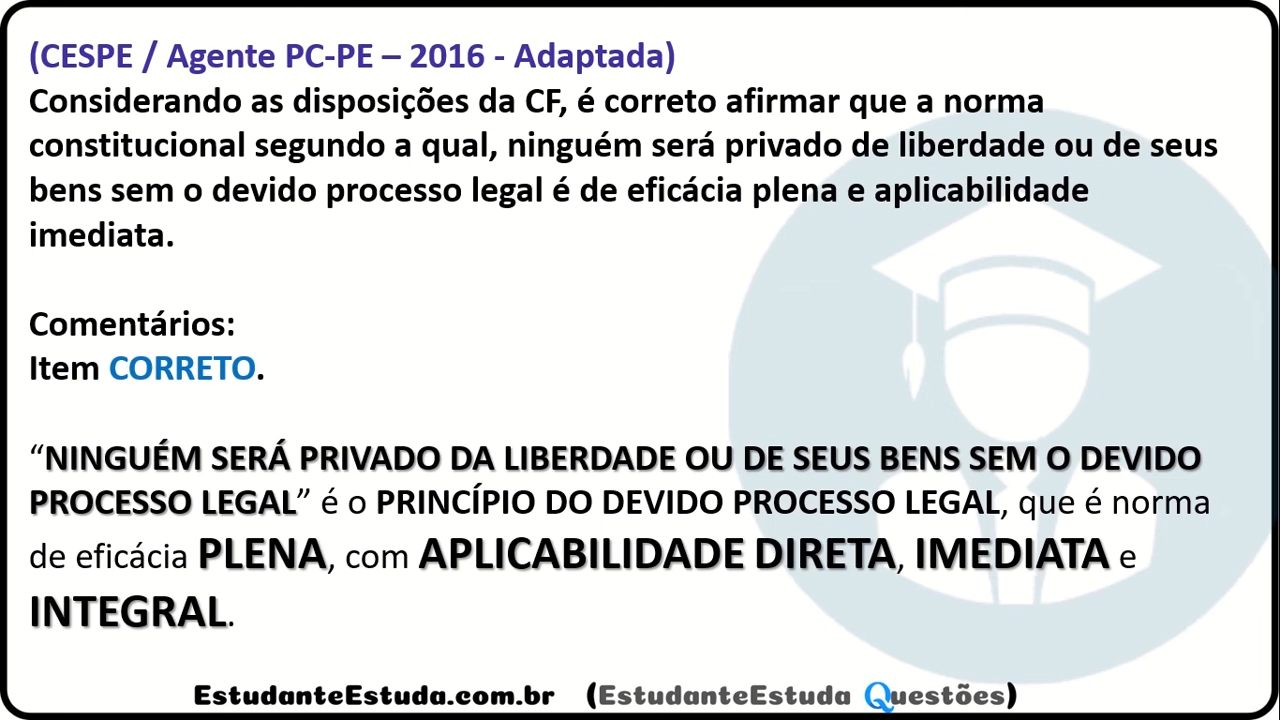 (CESPE / Agente PC-PE – 2016 - Adaptada)
Considerando as disposições da CF, é correto afirmar que a norma
constitucional segundo a qual, ninguém será privado de liberdade ou de seus
bens sem o devido processo legal é de eficácia plena e aplicabilidade
imediata.
Comentários:
Item CORRETO.
“NINGUÉM SERÁ PRIVADO DA LIBERDADE OU DE SEUS BENS SEM O DEVIDO
PROCESSO LEGAL” é o PRINCÍPIO DO DEVIDO PROCESSO LEGAL, que é norma
de eficácia PLENA, com APLICABILIDADE DIRETA, IMEDIATA e
INTEGRAL.
EstudanteEstuda.com.br (EstudanteEstuda Questões)